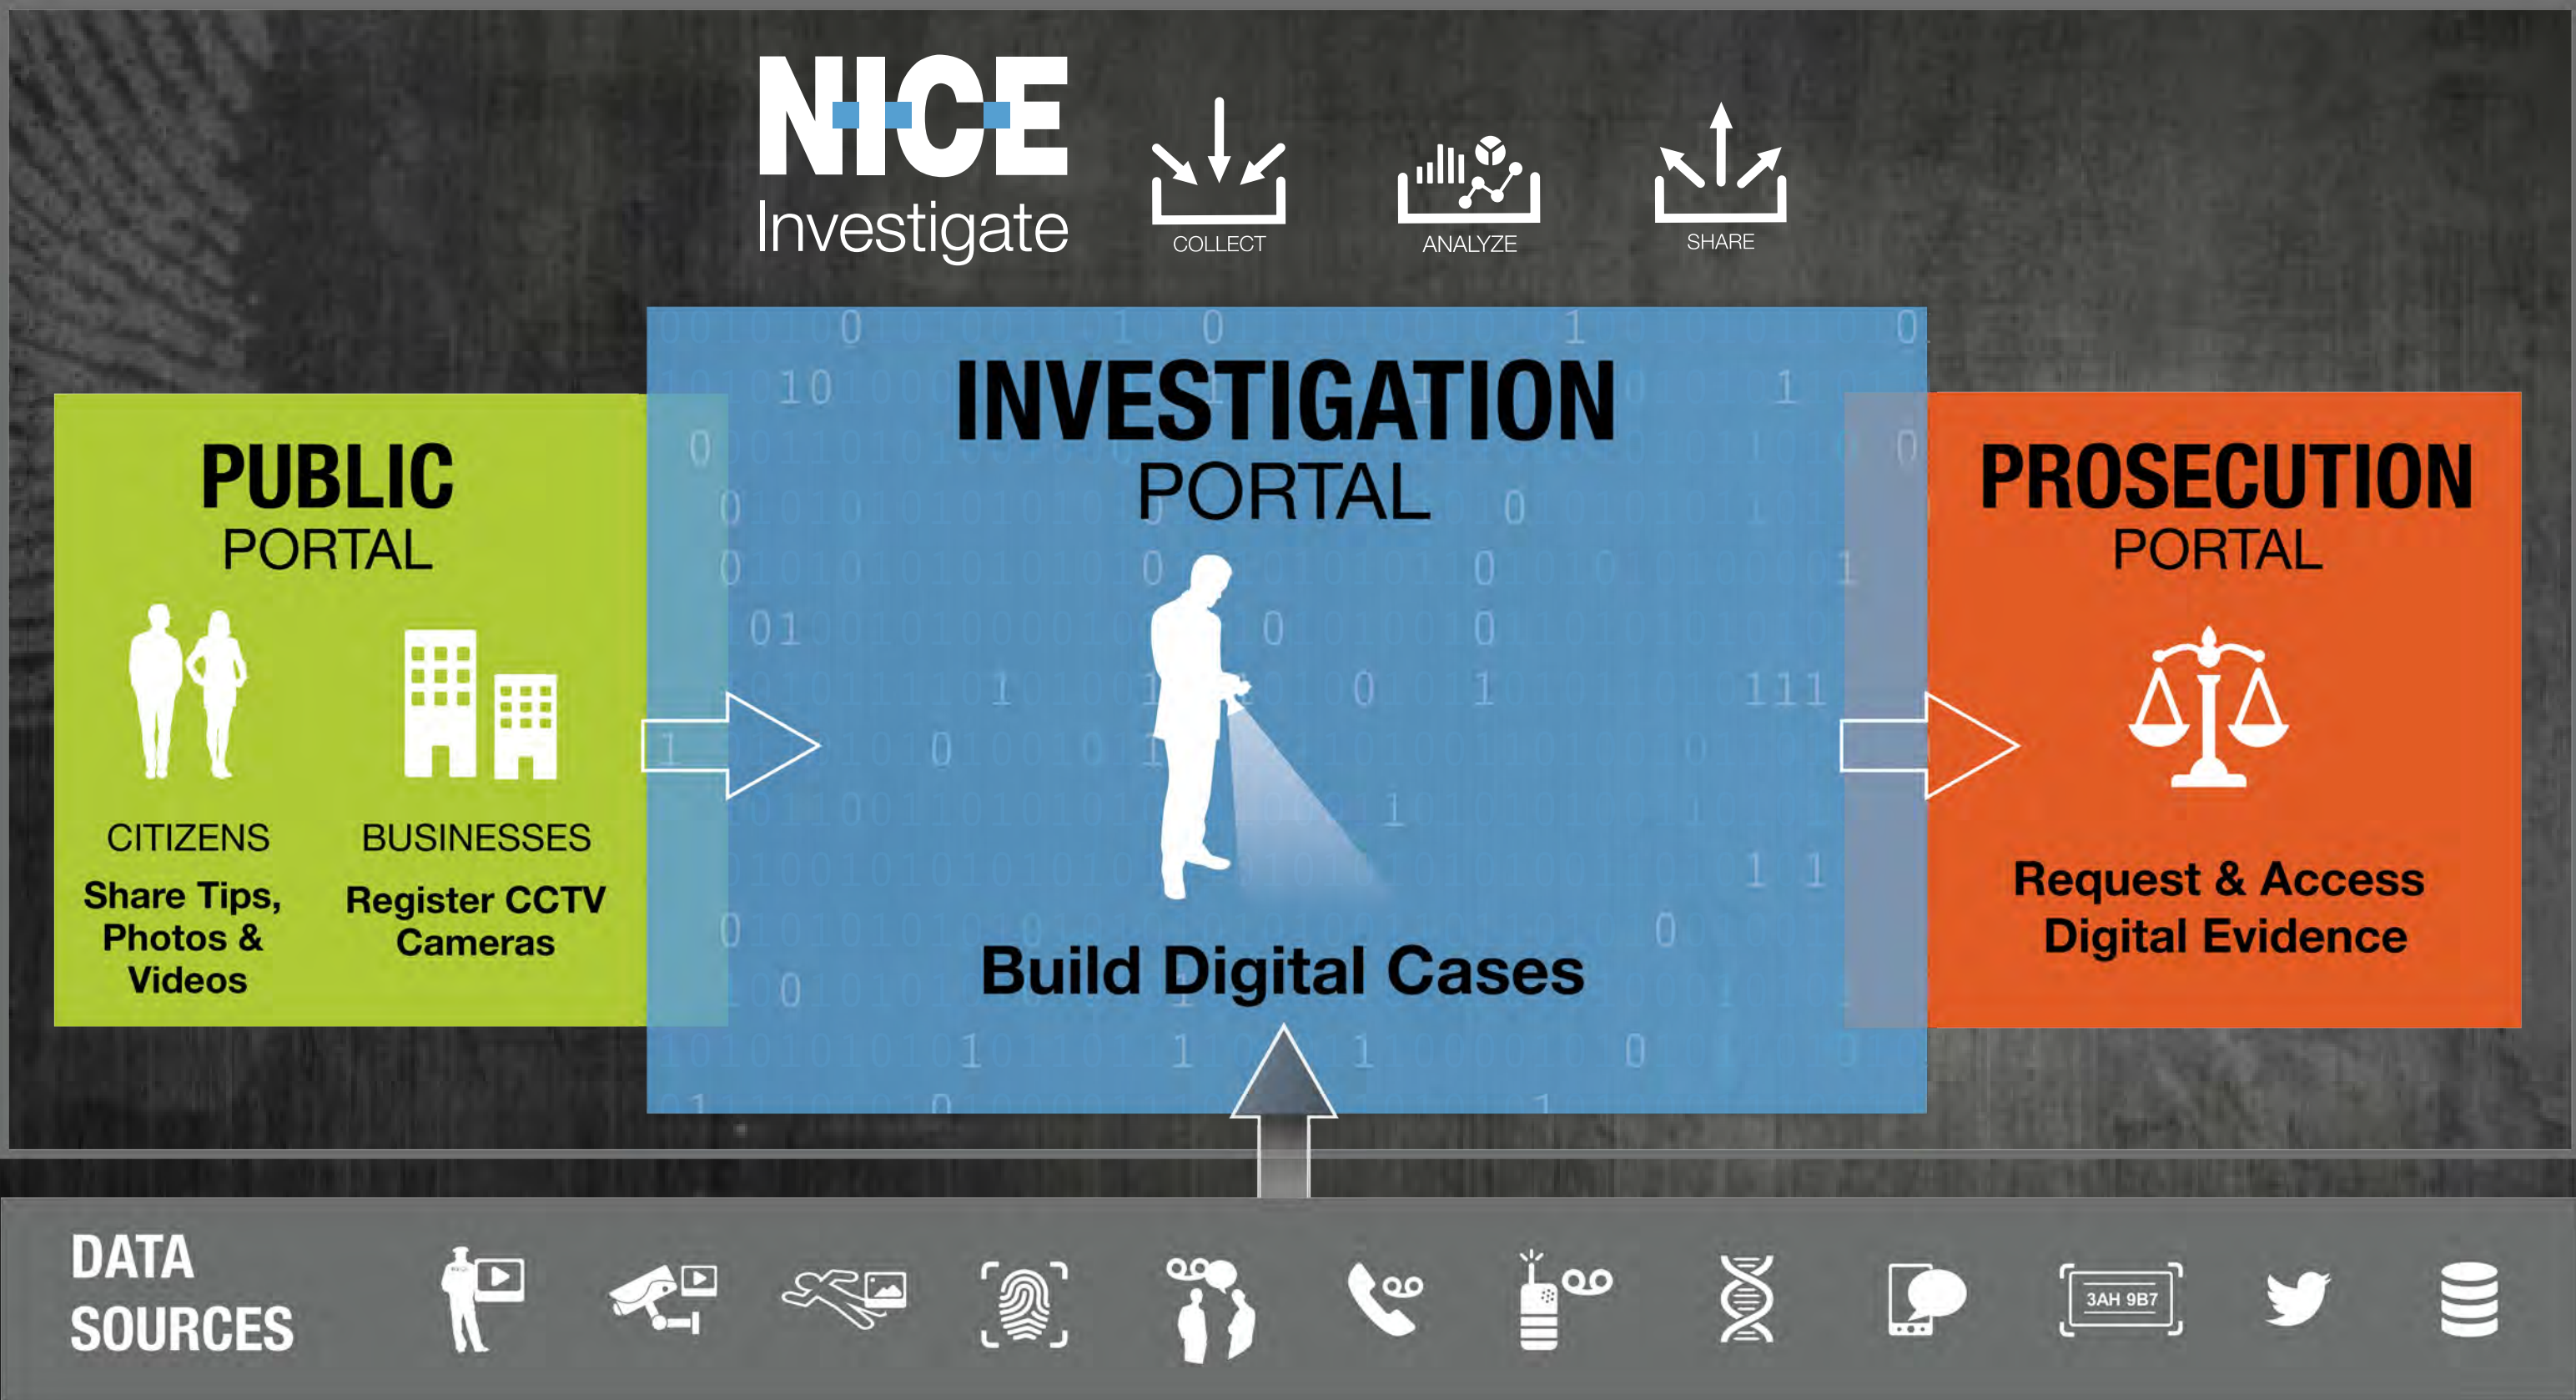 NICE
Investigate
COLLECT
ANALYZE
SHARE
PUBLIC
PORTAL
CITIZENS
Share Tips,
Photos &
Videos
BUSINESSES
Register CCTV
Cameras
INVESTIGATION
PORTAL
Build Digital Cases
PROSECUTION
PORTAL
Request & Access
Digital Evidence
DATA
SOURCES
3AH 9B7